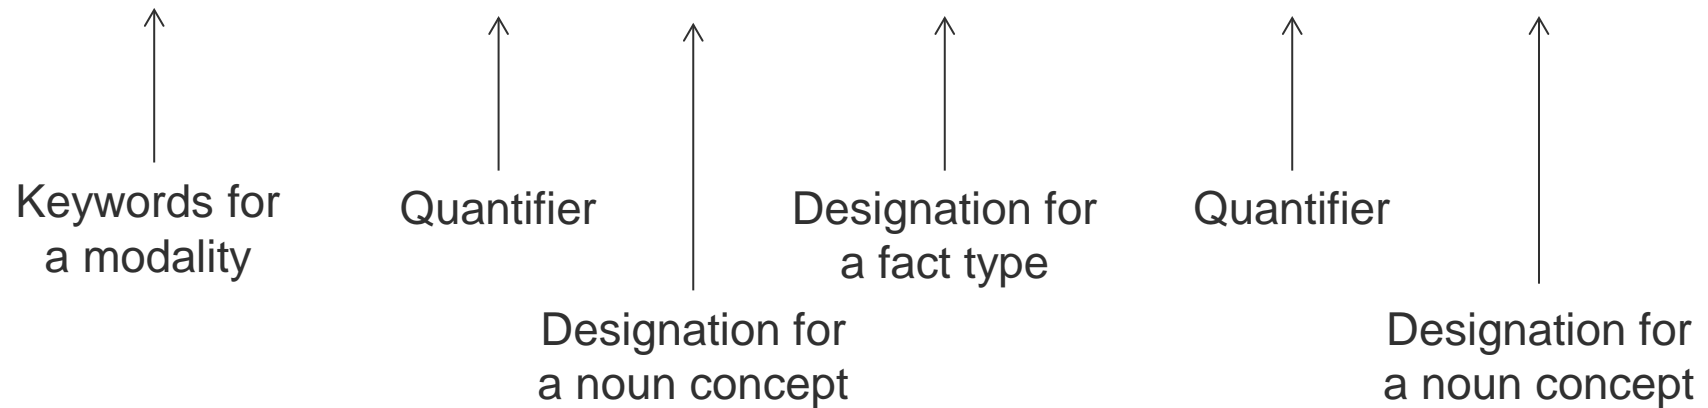 Keywords for
a modality
Quantifier
Designation for
a noun concept
Designation for
a fact type
Quantifier
Designation for
a noun concept